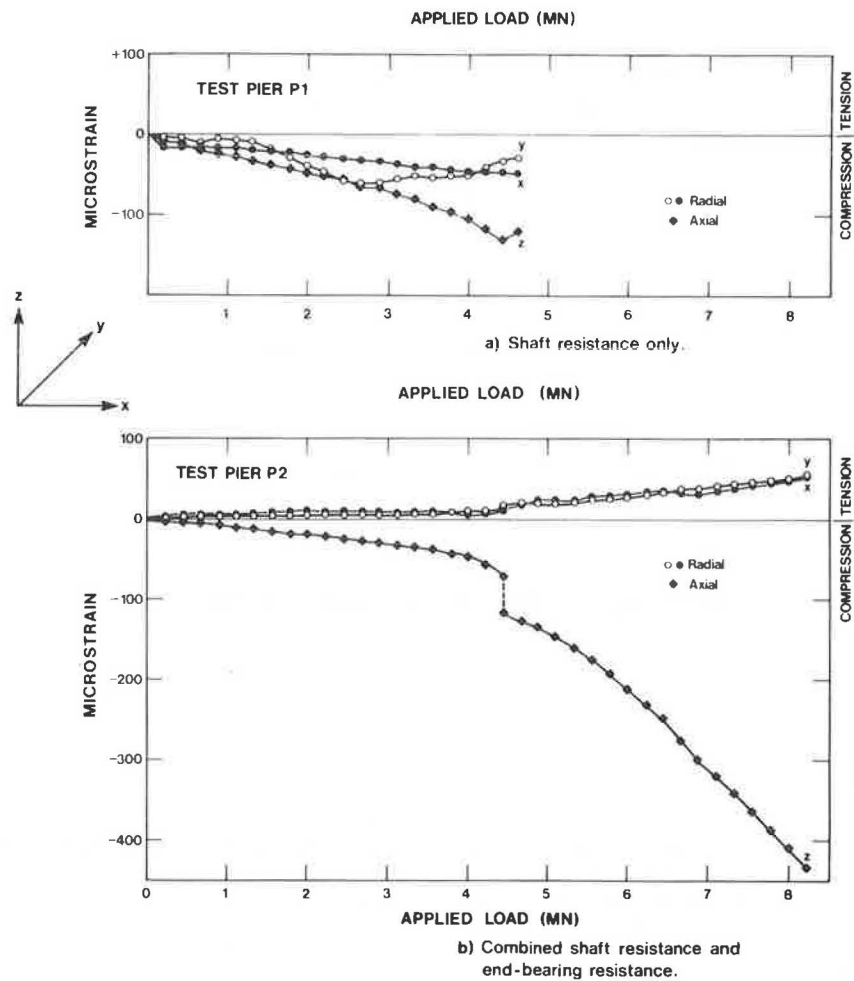 APPLIED LOAD (MN)
+100
0
-100
MICROSTRAIN
TEST PIER P1
y
x
z
Radial
Axial
TENSION
COMPRESSION
1 2 3 4 5 6 7 8
a) Shaft resistance only.
z
y
x
APPLIED LOAD (MN)
100
0
-100
-200
-300
-400
MICROSTRAIN
TEST PIER P2
y
x
Radial
Axial
z
TENSION
COMPRESSION
0 1 2 3 4 5 6 7 8
APPLIED LOAD (MN)
b) Combined shaft resistance and
end-bearing resistance.